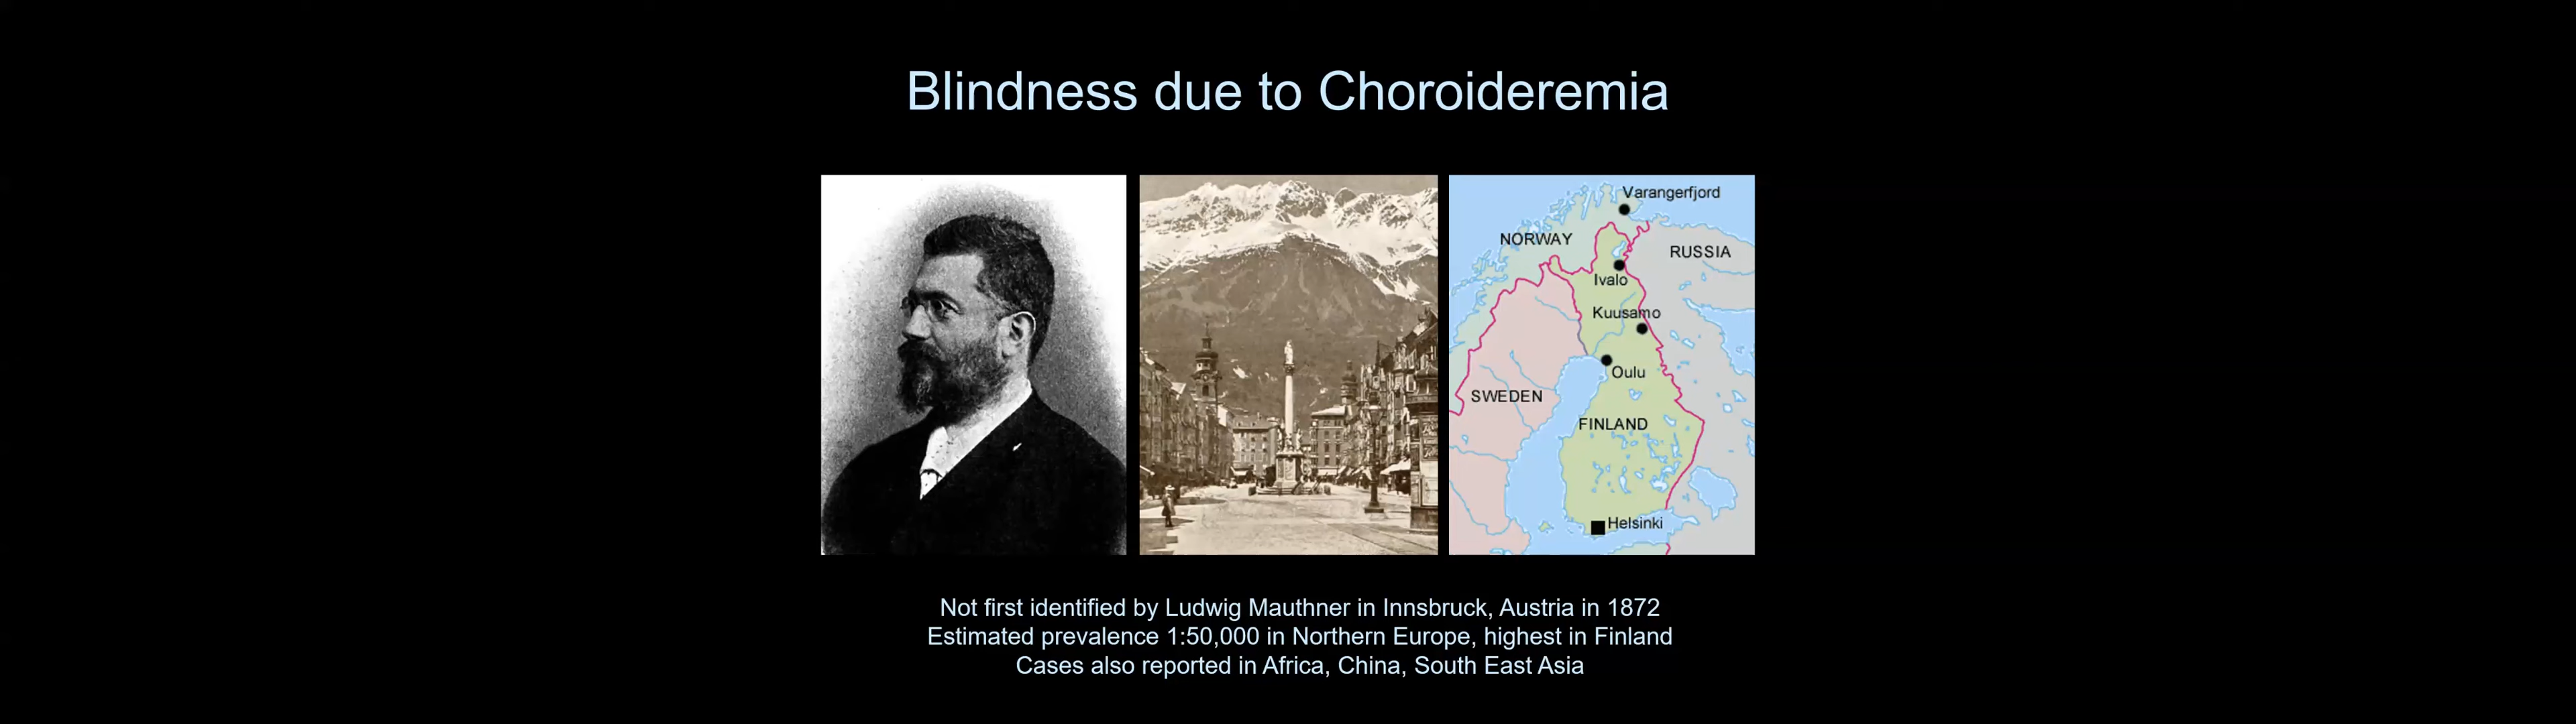 Blindness due to Choroideremia
Varangerfjord
NORWAY
RUSSIA
Ivalo
Kuusamo
Oulu
SWEDEN
FINLAND
Helsinki
Not first identified by Ludwig Mauthner in Innsbruck, Austria in 1872
Estimated prevalence 1:50,000 in Northern Europe, highest in Finland
Cases also reported in Africa, China, South East Asia